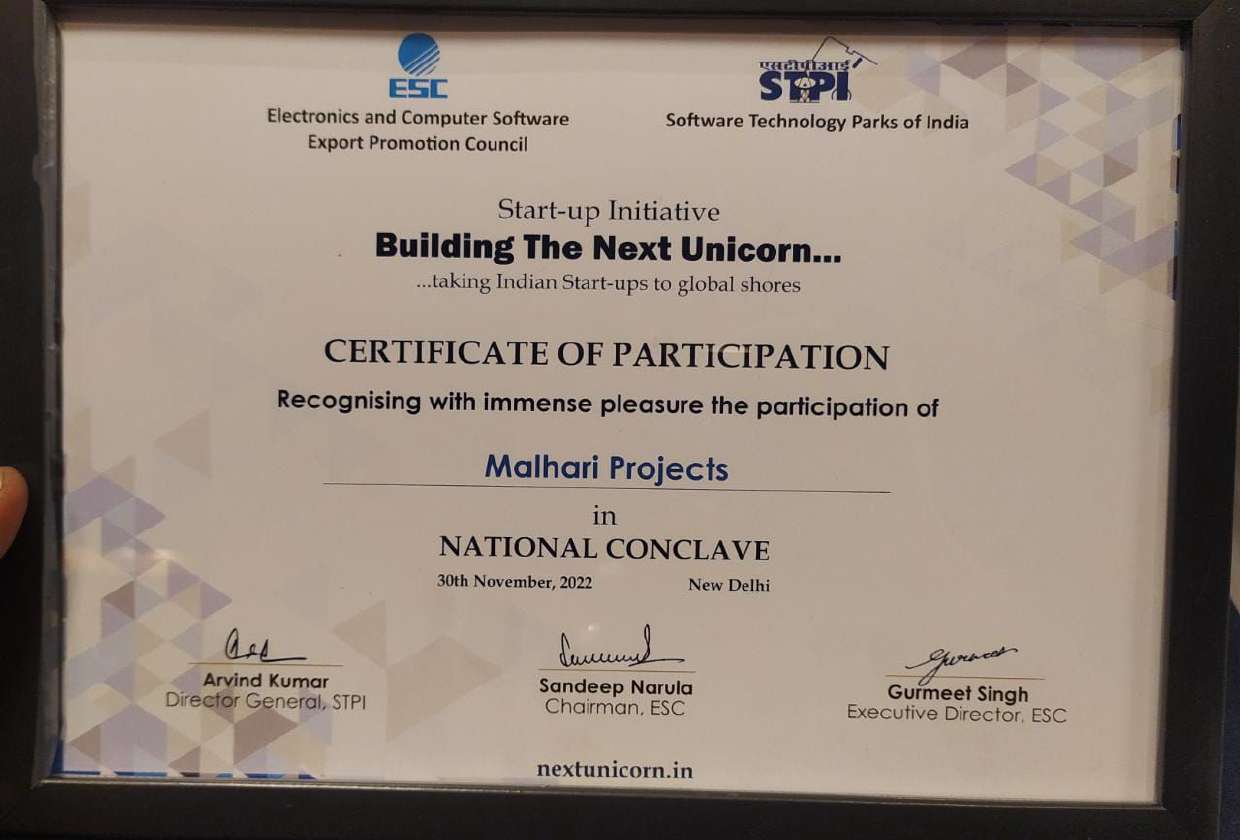 ESC
Electronics and Computer Software
Export Promotion Council
एसटीपीआई
STPI
Software Technology Parks of India
Start-up Initiative
Building The Next Unicorn...
...taking Indian Start-ups to global shores
CERTIFICATE OF PARTICIPATION
Recognising with immense pleasure the participation of
Malhari Projects
in
NATIONAL CONCLAVE
30th November, 2022 New Delhi
Arvind Kumar
Director General, STPI
Sandeep Narula
Chairman, ESC
Gurmeet Singh
Executive Director, ESC
nextunicorn.in